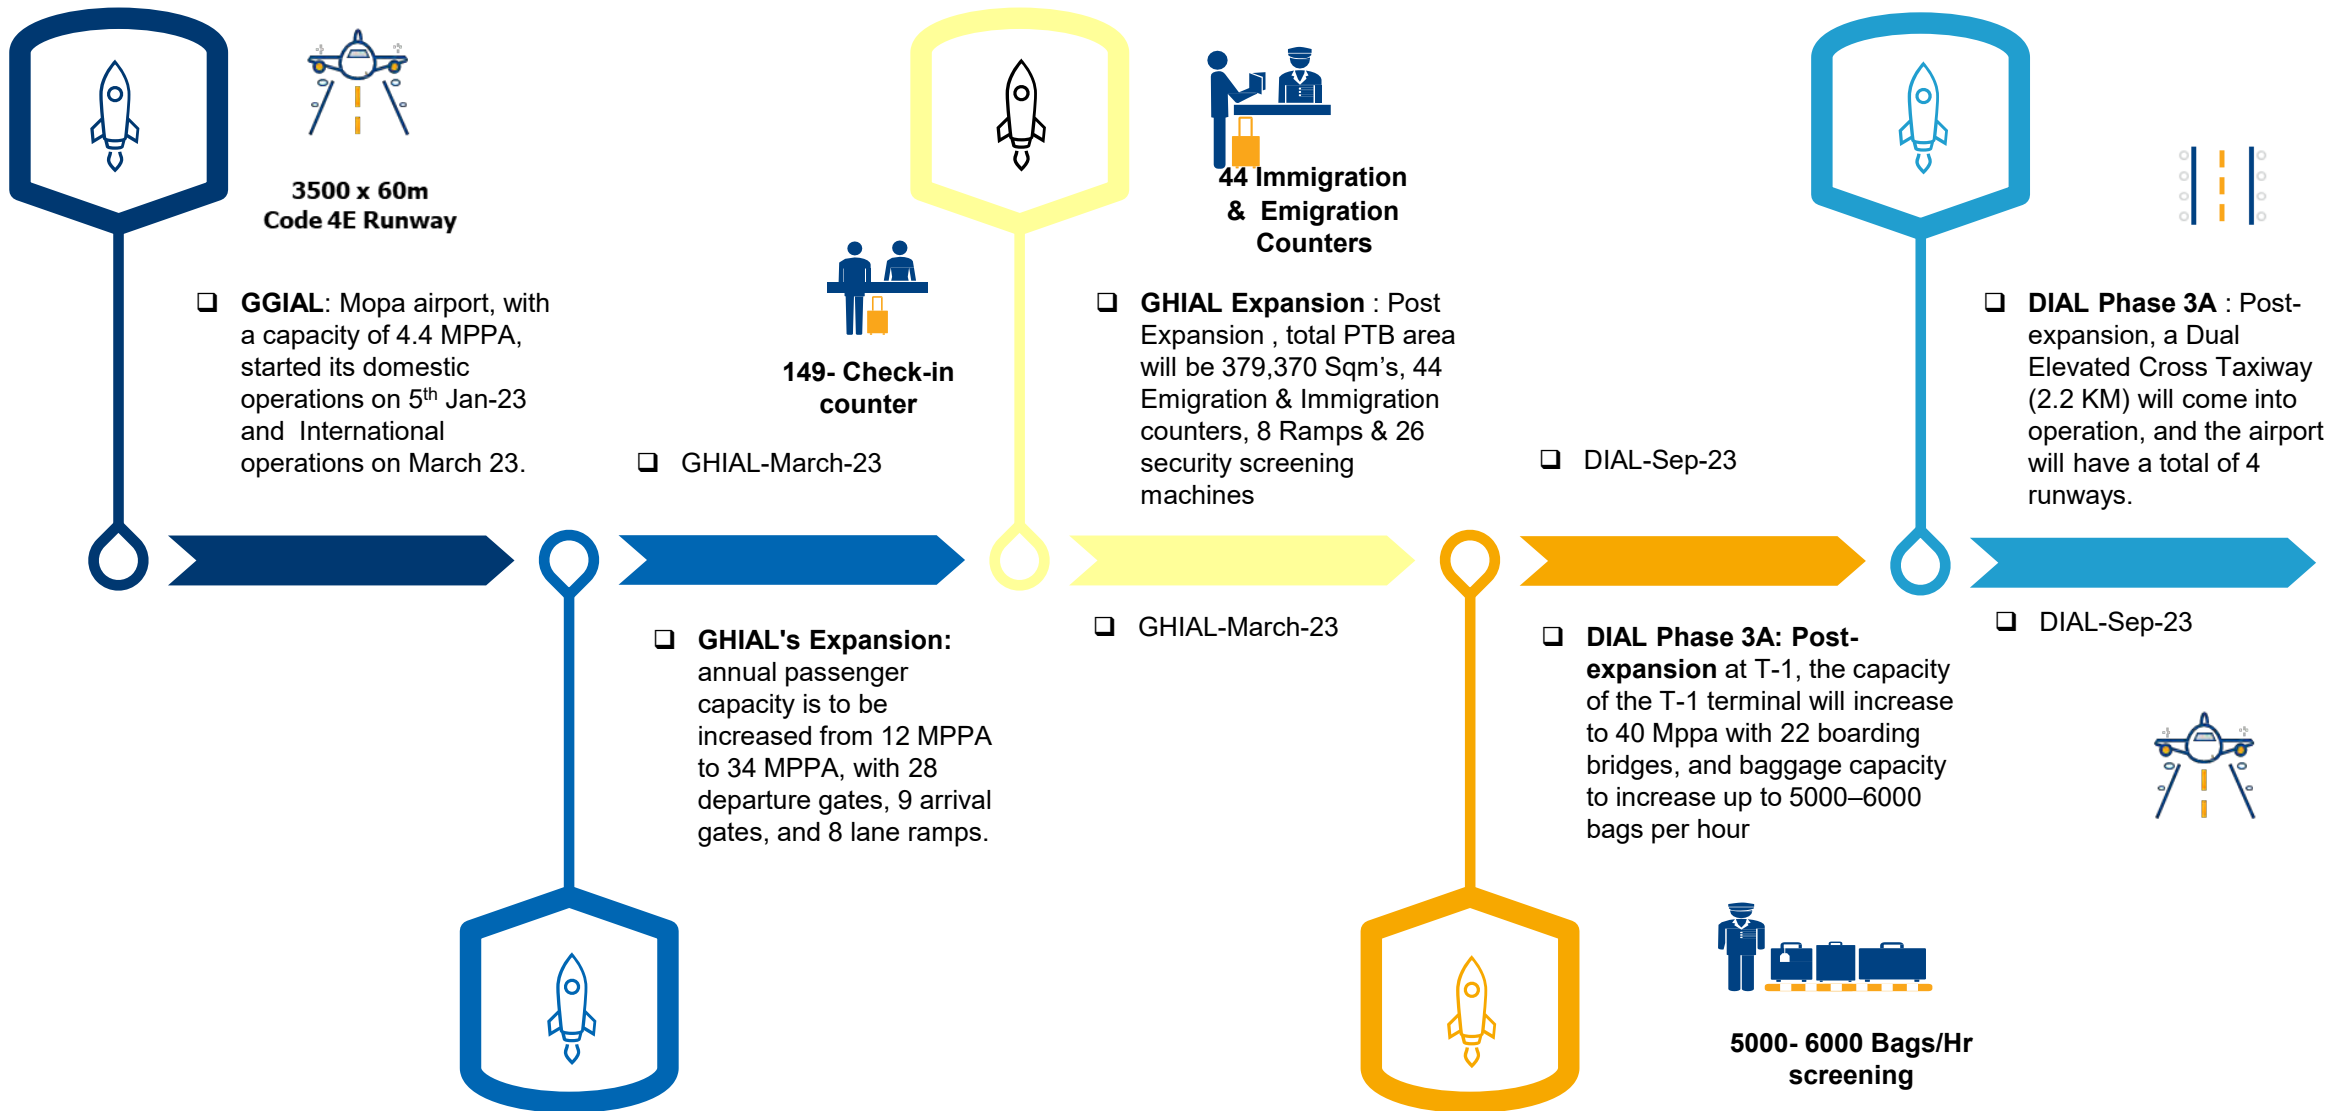 3500 x 60m
Code 4E Runway
❑ GGIAL: Mopa airport, with
a capacity of 4.4 MPPA,
started its domestic
operations on 5th Jan-23
and International
operations on March 23.
149- Check-in
counter
❑ GHIAL-March-23
❑ GHIAL's Expansion:
annual passenger
capacity is to be
increased from 12 MPPA
to 34 MPPA, with 28
departure gates, 9 arrival
gates, and 8 lane ramps.
44 Immigration
& Emigration
Counters
❑ GHIAL Expansion : Post
Expansion , total PTB area
will be 379,370 Sqm’s, 44
Emigration & Immigration
counters, 8 Ramps & 26
security screening
machines
❑ GHIAL-March-23
❑ DIAL-Sep-23
❑ DIAL Phase 3A: Post-
expansion at T-1, the capacity
of the T-1 terminal will increase
to 40 Mppa with 22 boarding
bridges, and baggage capacity
to increase up to 5000–6000
bags per hour
5000- 6000 Bags/Hr
screening
❑ DIAL Phase 3A : Post-
expansion, a Dual
Elevated Cross Taxiway
(2.2 KM) will come into
operation, and the airport
will have a total of 4
runways.
❑ DIAL-Sep-23